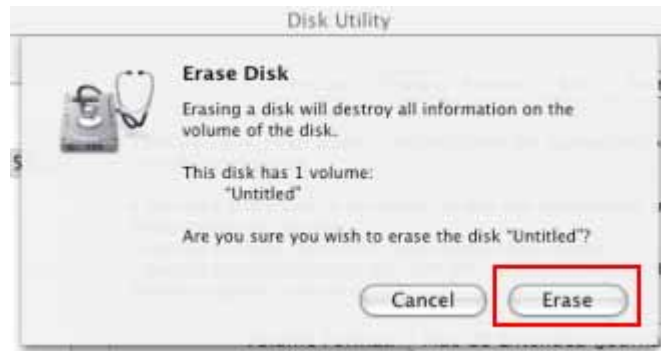 Disk Utility
Erase Disk
Erasing a disk will destroy all information on the
volume of the disk.
This disk has 1 volume:
"Untitled"
Are you sure you wish to erase the disk "Untitled"?
Cancel
Erase